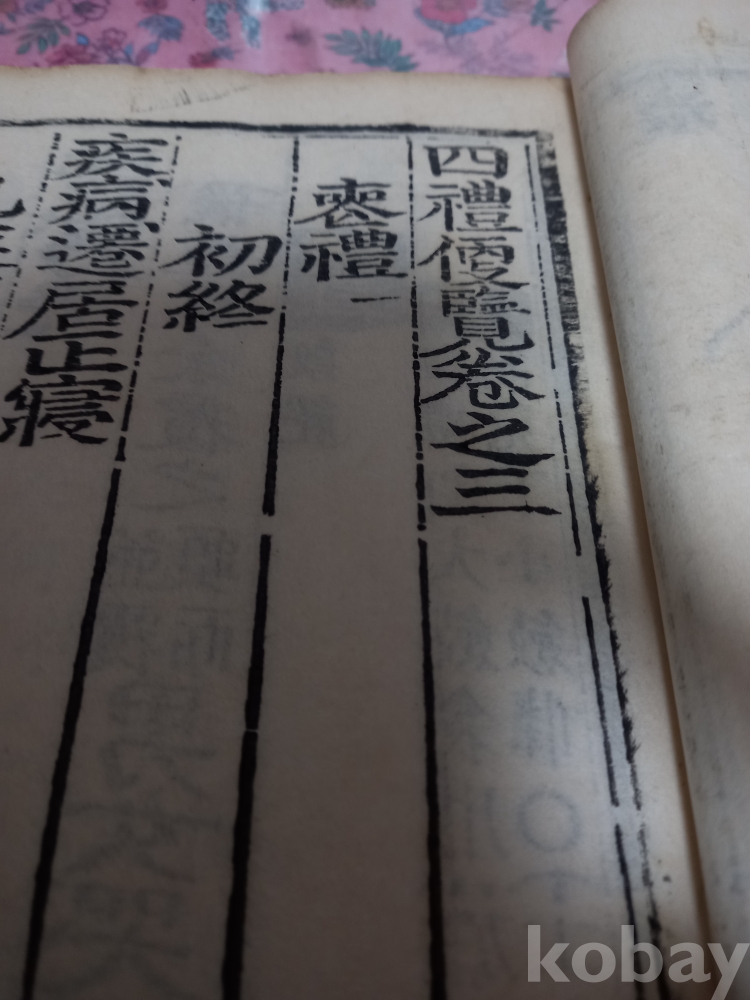 四禮便覽卷之三
喪禮一
初終
疾病遷居正寢
kobay